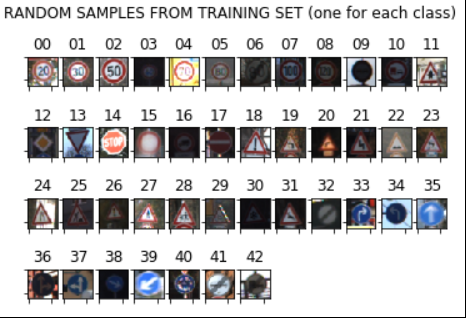 RANDOM SAMPLES FROM TRAINING SET (one for each class)
00 01 02 03 04 05 06 07 08 09 10 11
20 30 50 70
12 13 14 15 16 17 18 19 20 21 22 23
STOP
24 25 26 27 28 29 30 31 32 33 34 35
36 37 38 39 40 41 42